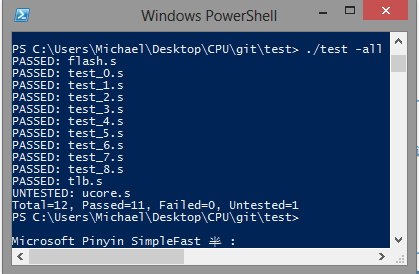 Windows PowerShell
PS C:\Users\Michael\Desktop\CPU\git\test> ./test -all
PASSED: flash.s
PASSED: test_0.s
PASSED: test_1.s
PASSED: test_2.s
PASSED: test_3.s
PASSED: test_4.s
PASSED: test_5.s
PASSED: test_6.s
PASSED: test_7.s
PASSED: test_8.s
PASSED: tlb.s
UNTESTED: ucore.s
Total=12, Passed=11, Failed=0, Untested=1
PS C:\Users\Michael\Desktop\CPU\git\test>
Microsoft Pinyin SimpleFast 半 :